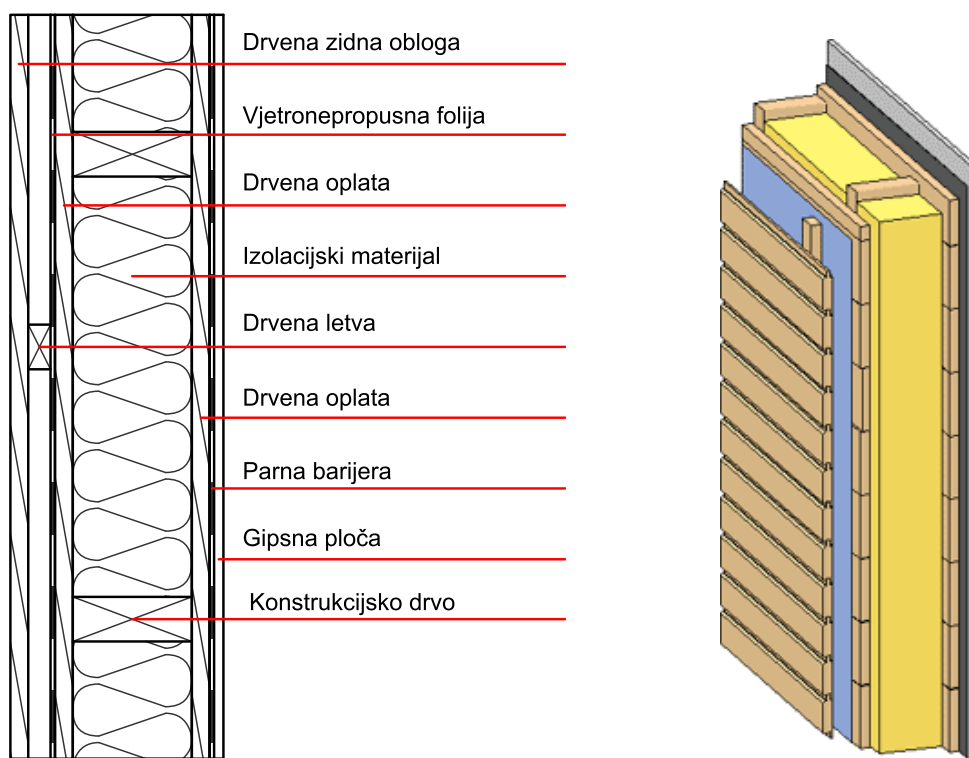 Drvena zidna obloga
Vjetronepropusna folija
Drvena oplata
Izolacijski materijal
Drvena letva
Drvena oplata
Parna barijera
Gipsna ploča
Konstrukcijsko drvo